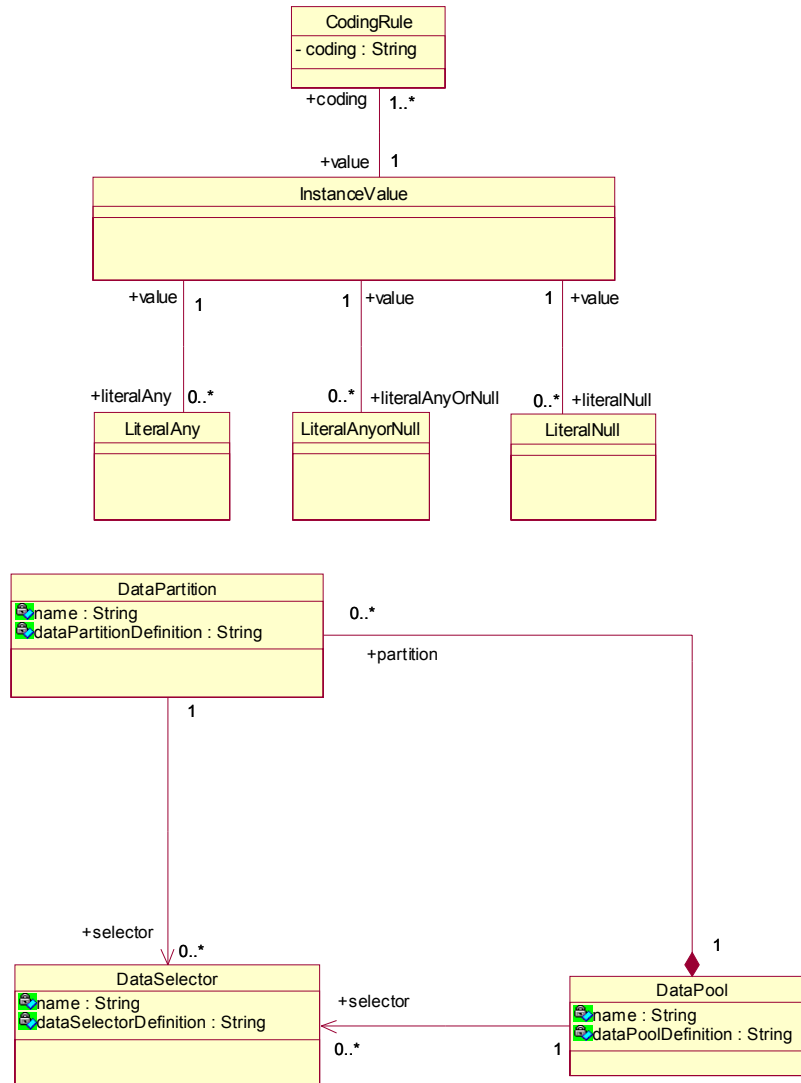 CodingRule
- coding : String
+coding
1..*
+value
1
InstanceValue
+value
1
1
+value
1
+value
+literalAny
0..*
0..*
+literalAnyOrNull
0..*
+literalNull
LiteralAny
LiteralAnyorNull
LiteralNull
DataPartition
name : String
dataPartitionDefinition : String
0..*
+partition
1
+selector
0..*
1
DataSelector
name : String
dataSelectorDefinition : String
+selector
0..*
1
DataPool
name : String
dataPoolDefinition : String